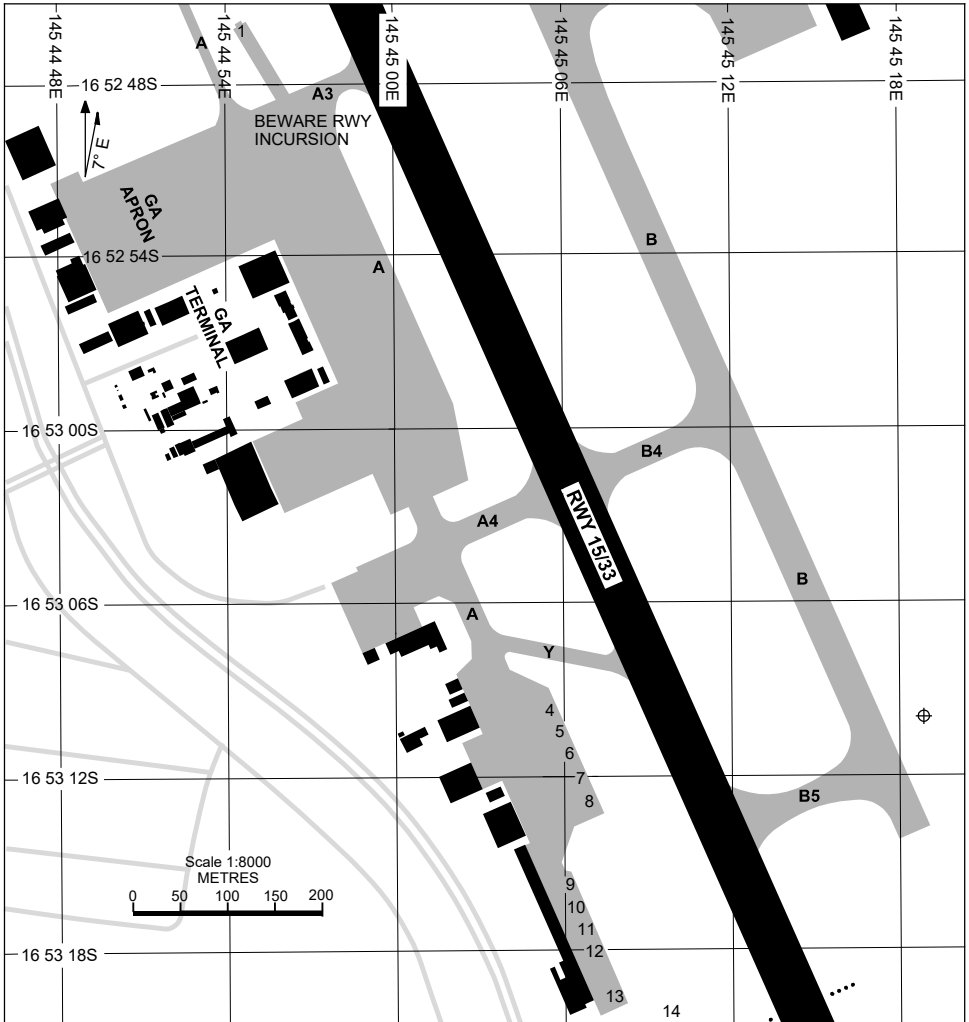 145 44 48E
145 44 54E
145 45 00E
145 45 06E
145 45 12E
145 45 18E
A
1
16 52 48S
A3
BEWARE RWY
INCURSION
7° E
GA
APRON
B
16 52 54S
A
GA
TERMINAL
16 53 00S
B4
A4
RWY 15/33
B
16 53 06S
A
Y
4
5
6
7
8
16 53 12S
B5
Scale 1:8000
METRES
0 50 100 150 200
9
10
11
12
16 53 18S
13
14